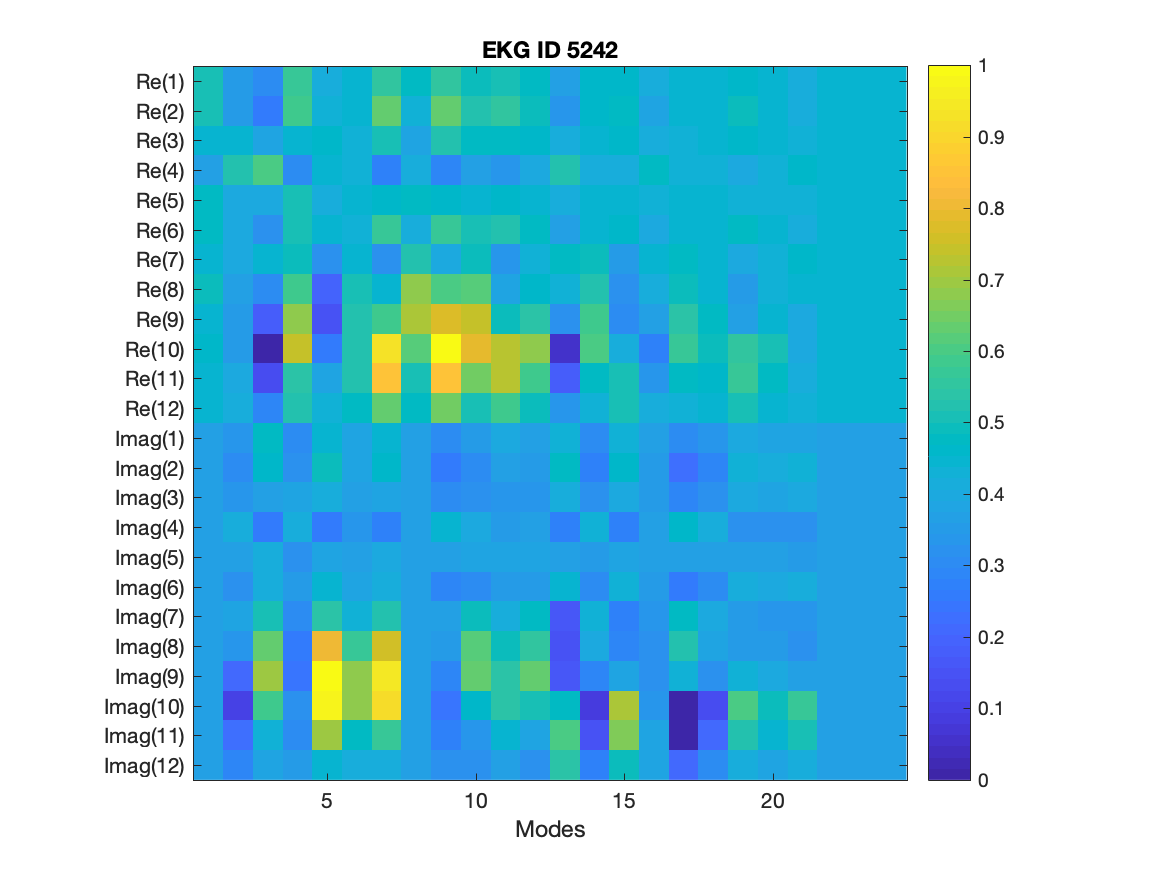 EKG ID 5242
Re(1)
Re(2)
Re(3)
Re(4)
Re(5)
Re(6)
Re(7)
Re(8)
Re(9)
Re(10)
Re(11)
Re(12)
Imag(1)
Imag(2)
Imag(3)
Imag(4)
Imag(5)
Imag(6)
Imag(7)
Imag(8)
Imag(9)
Imag(10)
Imag(11)
Imag(12)
5 10 15 20
Modes
1
0.9
0.8
0.7
0.6
0.5
0.4
0.3
0.2
0.1
0